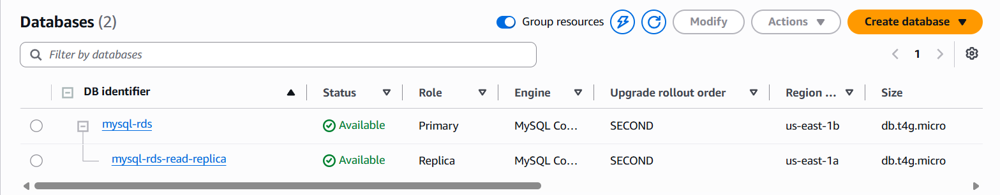 Databases (2)
Group resources
Modify
Actions
Create database
Filter by databases
1
DB identifier Status Role Engine Upgrade rollout order Region ... Size
mysql-rds Available Primary MySQL Co... SECOND us-east-1b db.t4g.micro
mysql-rds-read-replica Available Replica MySQL Co... SECOND us-east-1a db.t4g.micro